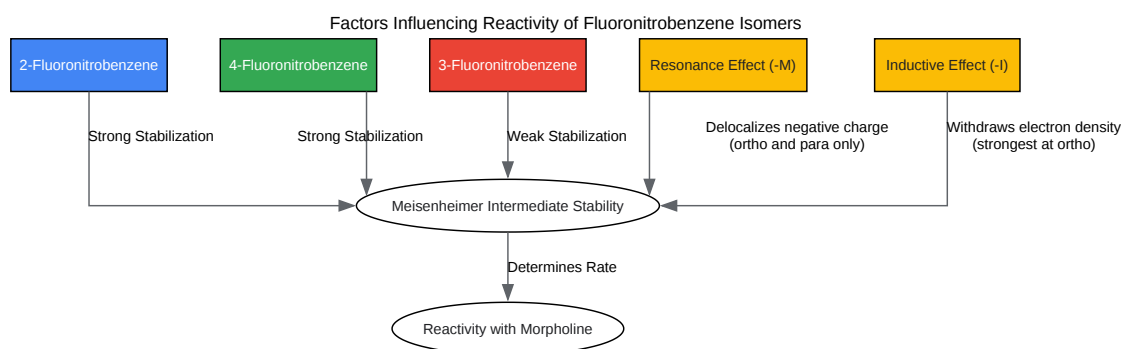 Factors Influencing Reactivity of Fluoronitrobenzene Isomers
2-Fluoronitrobenzene
4-Fluoronitrobenzene
3-Fluoronitrobenzene
Resonance Effect (-M)
Inductive Effect (-I)
Strong Stabilization
Strong Stabilization
Weak Stabilization
Delocalizes negative charge
(ortho and para only)
Withdraws electron density
(strongest at ortho)
Meisenheimer Intermediate Stability
Determines Rate
Reactivity with Morpholine